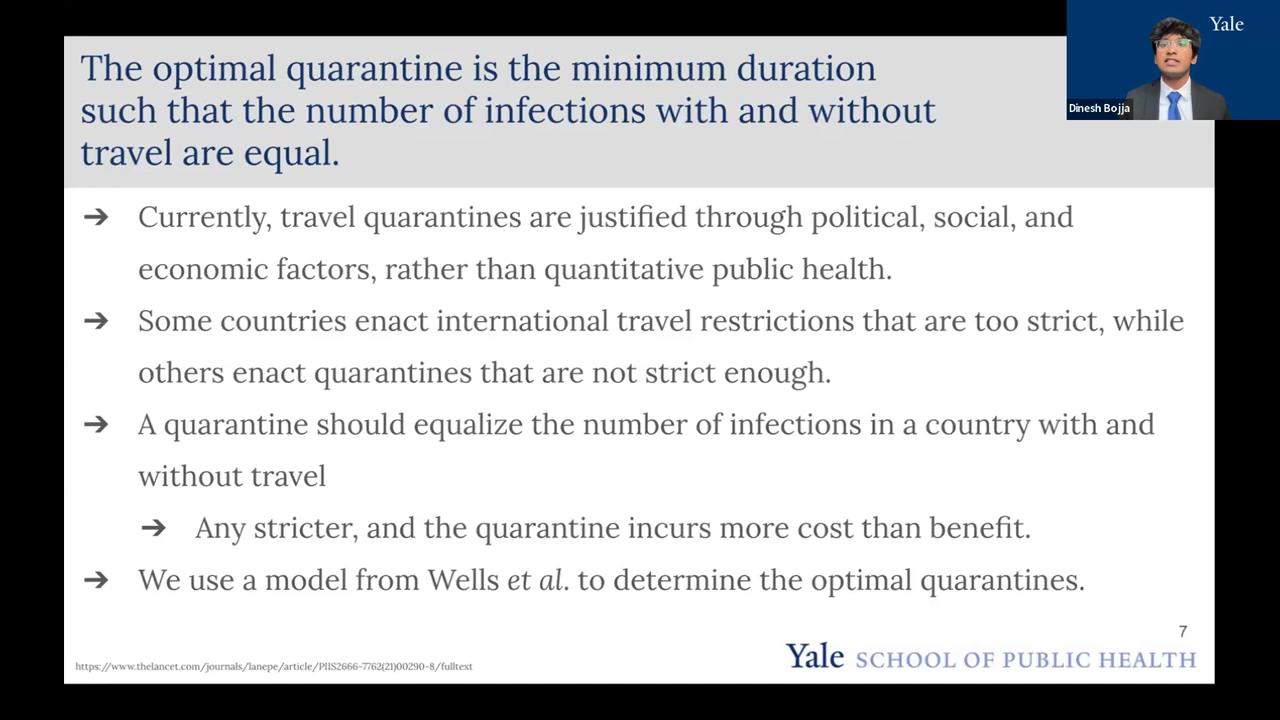 The optimal quarantine is the minimum duration
such that the number of infections with and without
travel are equal.
Yale
Dinesh Bojja
➔ Currently, travel quarantines are justified through political, social, and
economic factors, rather than quantitative public health.
➔ Some countries enact international travel restrictions that are too strict, while
others enact quarantines that are not strict enough.
➔ A quarantine should equalize the number of infections in a country with and
without travel
➔ Any stricter, and the quarantine incurs more cost than benefit.
➔ We use a model from Wells et al. to determine the optimal quarantines.
7
https://www.thelancet.com/journals/lanepe/article/PIIS2666-7762(21)00290-8/fulltext
Yale SCHOOL OF PUBLIC HEALTH